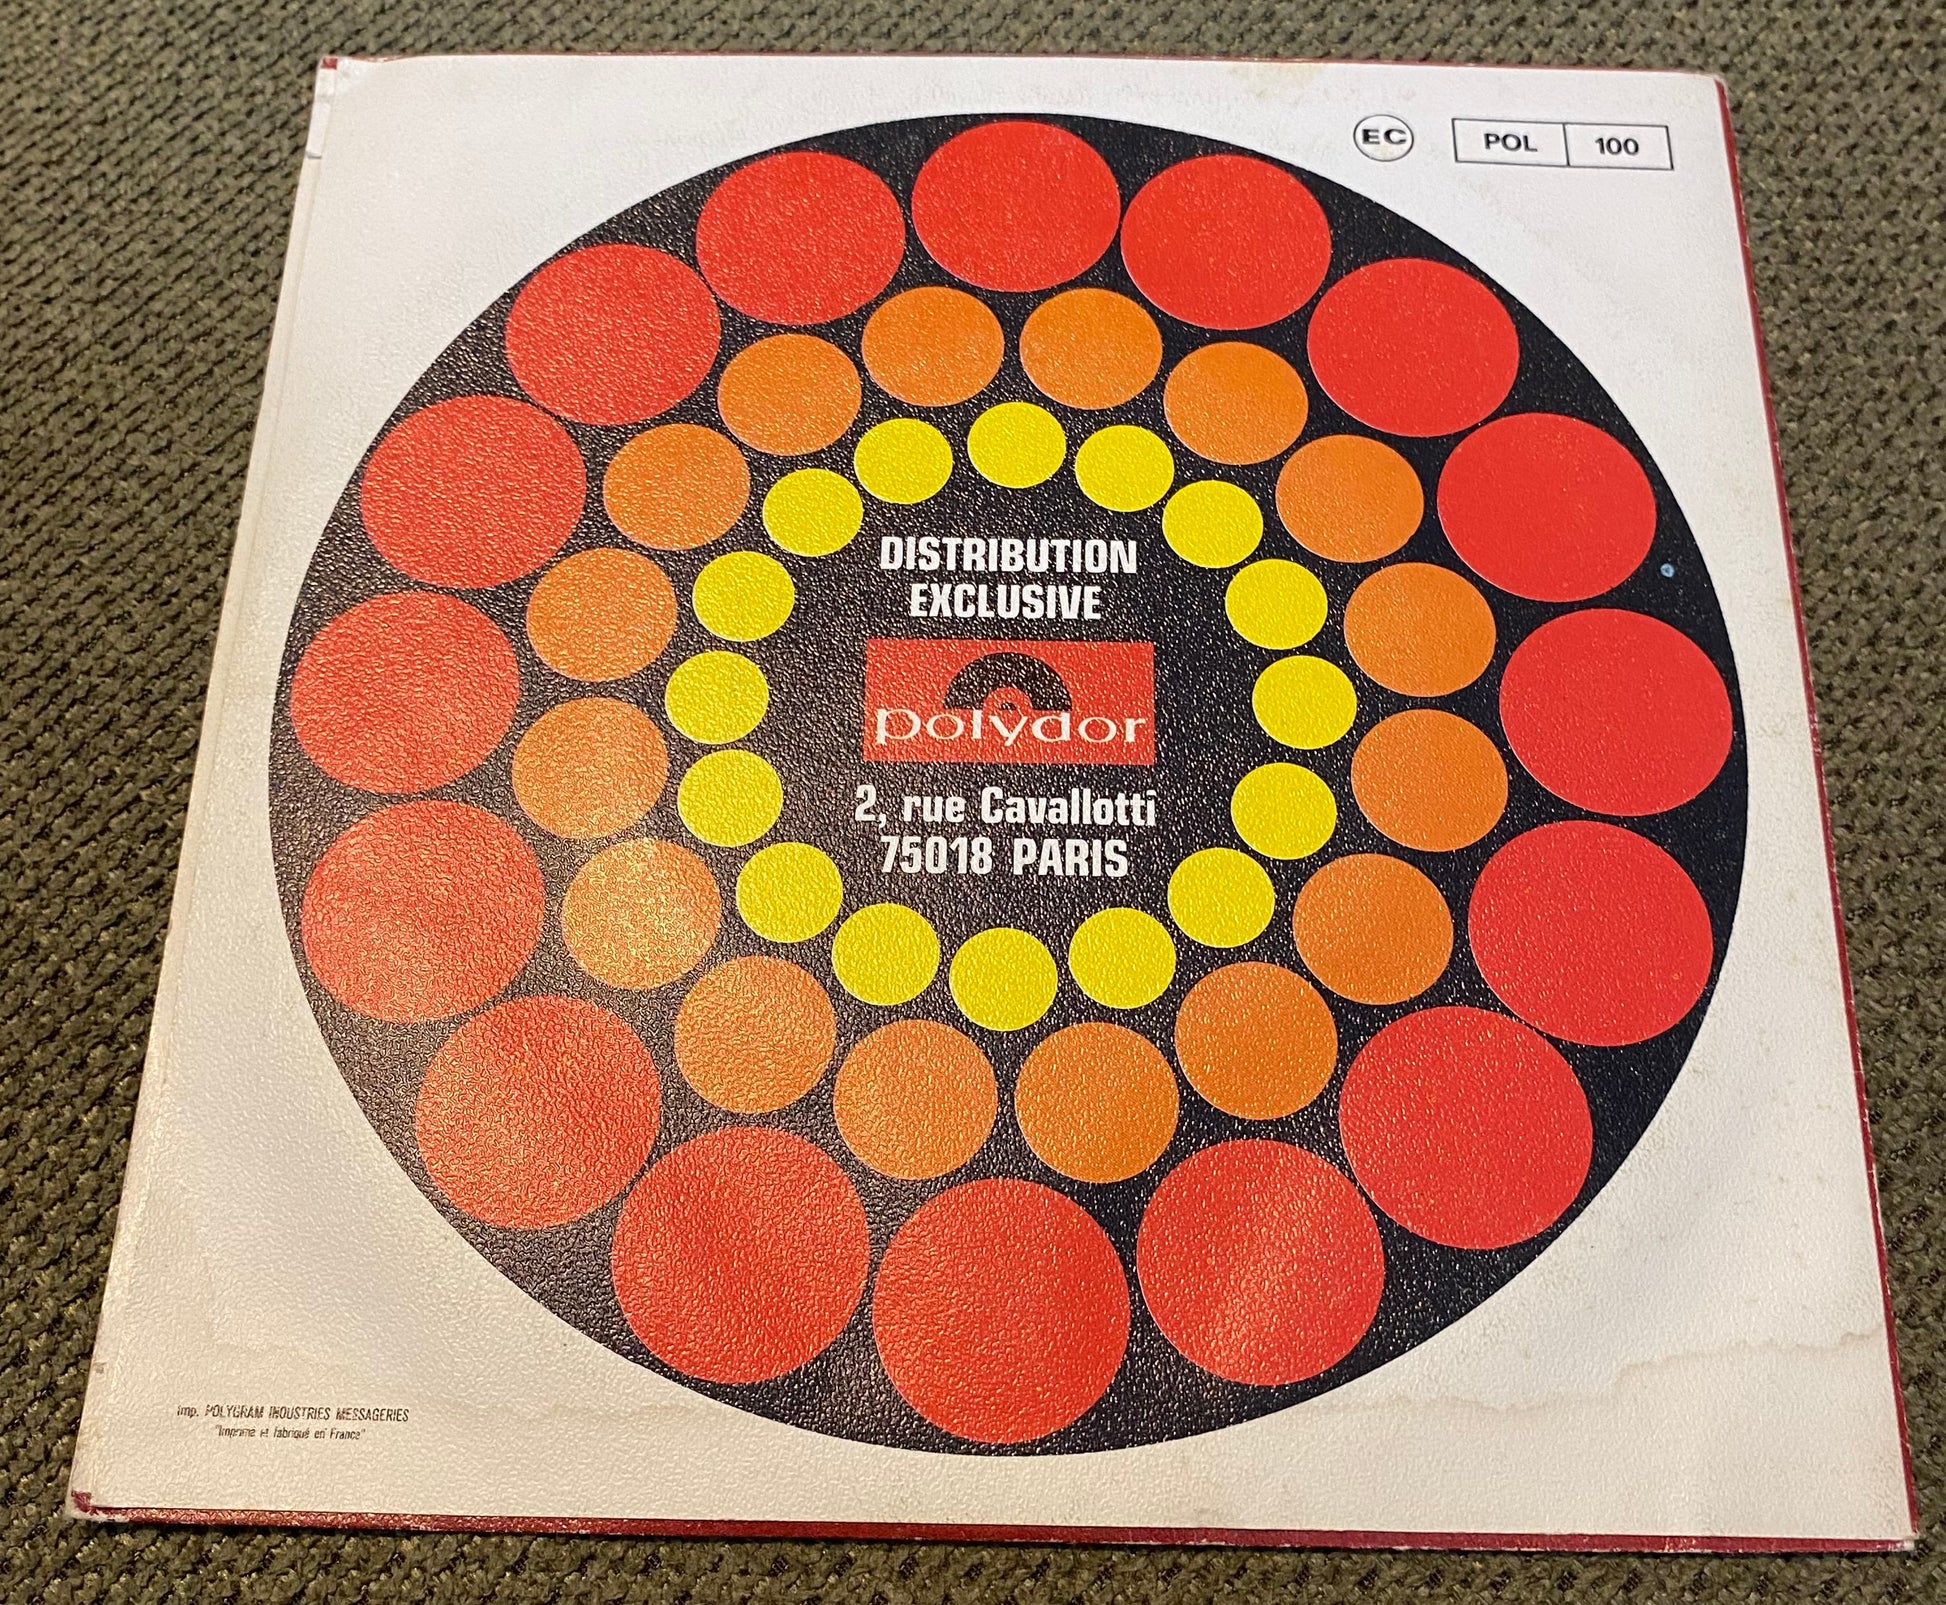 EC
POL 100
DISTRIBUTION
EXCLUSIVE
polydor
2, rue Cavallotti
75018 PARIS
Imp. POLYGRAM INDUSTRIES MESSAGERIES
"Imprimé et fabriqué en France"